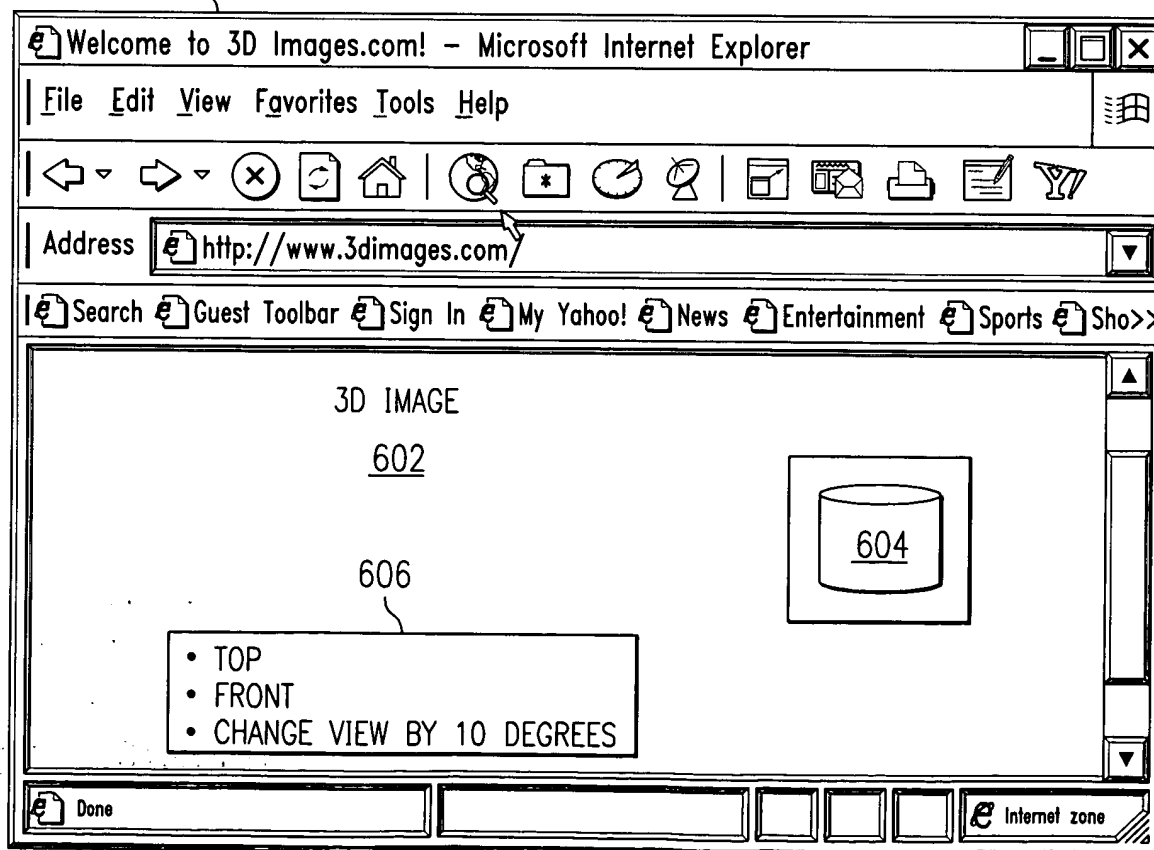 Welcome to 3D Images.com! – Microsoft Internet Explorer
File Edit View Favorites Tools Help
Address http://www.3dimages.com/
Search Guest Toolbar Sign In My Yahoo! News Entertainment Sports Sho>>
3D IMAGE
602
604
606
• TOP
• FRONT
• CHANGE VIEW BY 10 DEGREES
Done
Internet zone